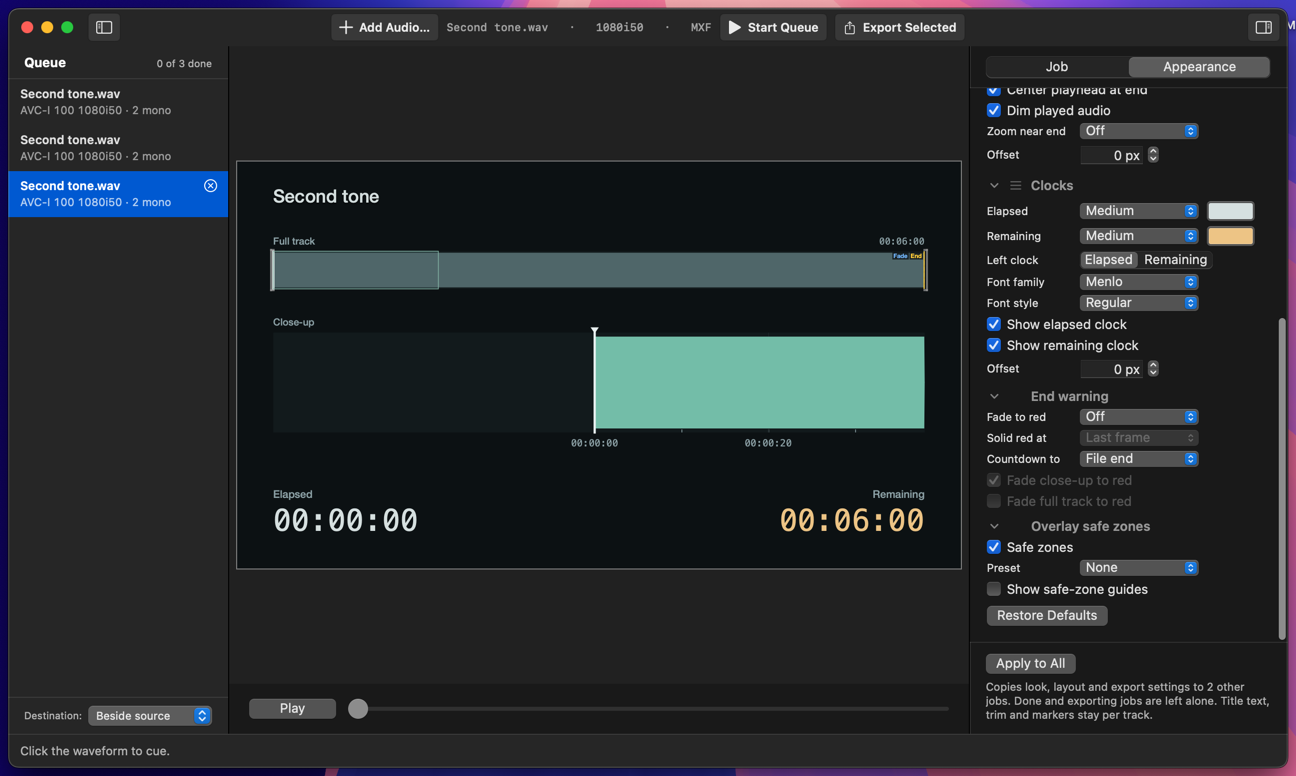 Add Audio...
Second tone.wav · 1080i50 · MXF
Start Queue
Export Selected
Queue
0 of 3 done
Second tone.wav
AVC-I 100 1080i50 · 2 mono
Second tone.wav
AVC-I 100 1080i50 · 2 mono
Second tone.wav
AVC-I 100 1080i50 · 2 mono
Destination:
Beside source
Click the waveform to cue.
Second tone
Full track
00:06:00
Fade End
Close-up
00:00:00
00:00:20
Elapsed
Remaining
00:00:00
00:06:00
Play
Job
Appearance
Center playhead at end
Dim played audio
Zoom near end Off
Offset 0 px
Clocks
Elapsed Medium
Remaining Medium
Left clock Elapsed Remaining
Font family Menlo
Font style Regular
Show elapsed clock
Show remaining clock
Offset 0 px
End warning
Fade to red Off
Solid red at Last frame
Countdown to File end
Fade close-up to red
Fade full track to red
Overlay safe zones
Safe zones
Preset None
Show safe-zone guides
Restore Defaults
Apply to All
Copies look, layout and export settings to 2 other
jobs. Done and exporting jobs are left alone. Title text,
trim and markers stay per track.